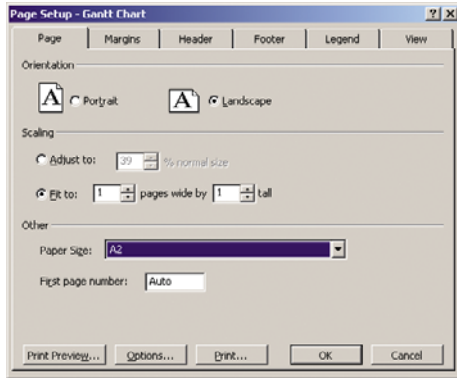 Page Setup - Gantt Chart
Page Margins Header Footer Legend View
Orientation
A Portrait A Landscape
Scaling
Adjust to: 39 % normal size
Fit to: 1 pages wide by 1 tall
Other
Paper Size: A2
First page number: Auto
Print Preview... Options... Print... OK Cancel